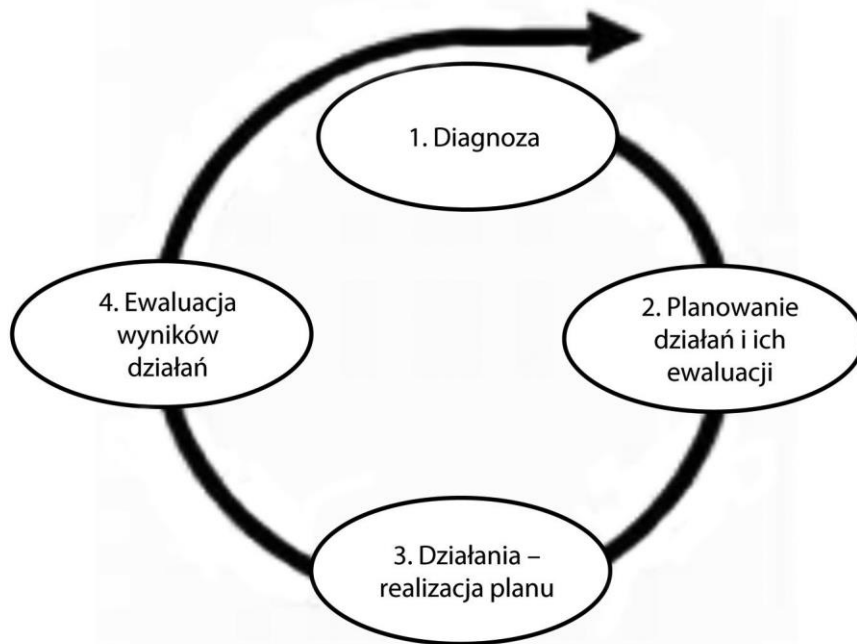 1. Diagnoza
2. Planowanie
działań i ich
ewaluacji
3. Działania –
realizacja planu
4. Ewaluacja
wyników
działań